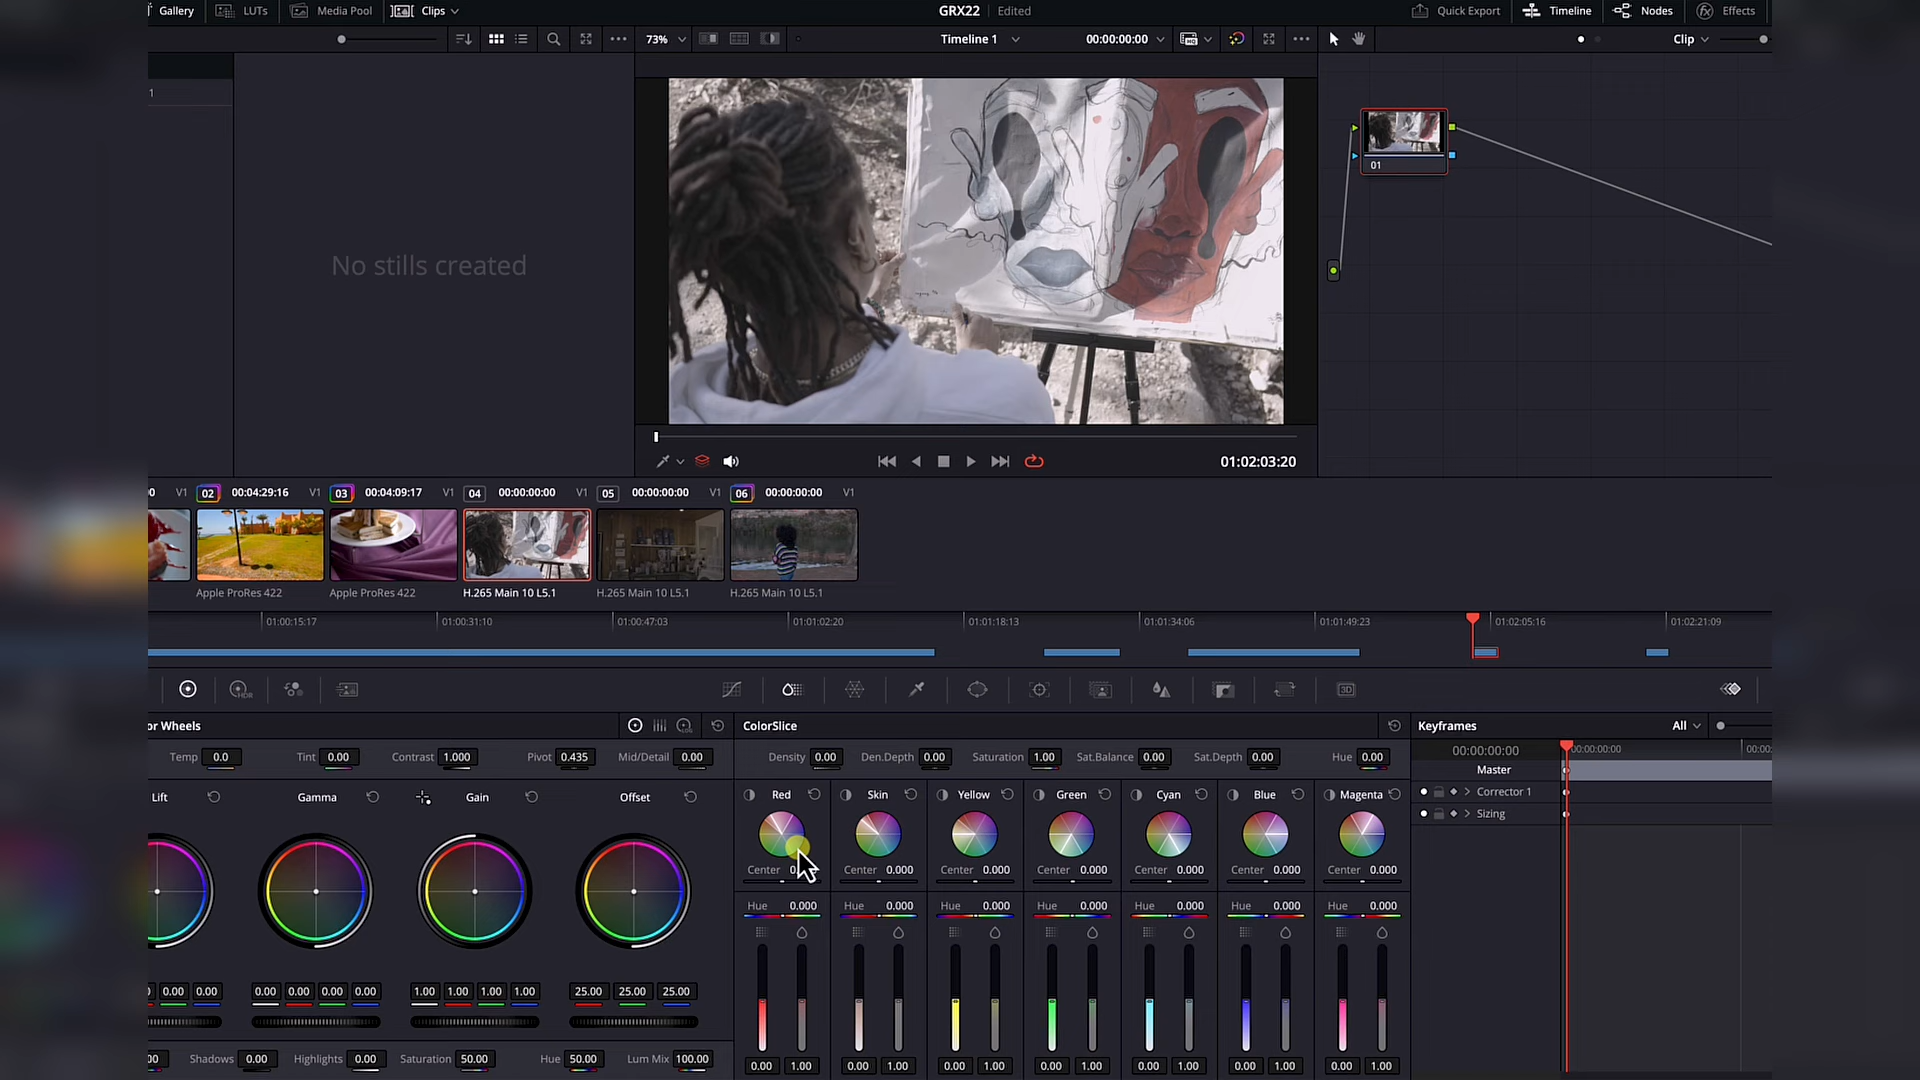 Gallery LUTs Media Pool Clips GRX22 Edited Quick Export Timeline Nodes Effects
73% Timeline 1 00:00:00:00 Clip
1
No stills created
01
01:02:03:20
V1 02 00:04:29:16 V1 03 00:04:09:17 V1 04 00:00:00:00 V1 05 00:00:00:00 V1 06 00:00:00:00 V1
Apple ProRes 422 Apple ProRes 422 H.265 Main 10 L5.1 H.265 Main 10 L5.1 H.265 Main 10 L5.1
01:00:15:17 01:00:31:10 01:00:47:03 01:01:02:20 01:01:18:13 01:01:34:06 01:01:49:23 01:02:05:16 01:02:21:09
HDR 3D
or Wheels ColorSlice Keyframes All
Temp 0.0 Tint 0.00 Contrast 1.000 Pivot 0.435 Mid/Detail 0.00 Density 0.00 Den.Depth 0.00 Saturation 1.00 Sat.Balance 0.00 Sat.Depth 0.00 Hue 0.00 00:00:00:00 00:00:00:00 00:00:
Master
Lift Gamma Gain Offset Red Skin Yellow Green Cyan Blue Magenta Corrector 1
Sizing
Center Center 0.000 Center 0.000 Center 0.000 Center 0.000 Center 0.000 Center 0.000
Hue 0.000 Hue 0.000 Hue 0.000 Hue 0.000 Hue 0.000 Hue 0.000 Hue 0.000
0.00 0.00 0.00 0.00 0.00 0.00 1.00 1.00 1.00 1.00 25.00 25.00 25.00
Shadows 0.00 Highlights 0.00 Saturation 50.00 Hue 50.00 Lum Mix 100.00 0.00 1.00 0.00 1.00 0.00 1.00 0.00 1.00 0.00 1.00 0.00 1.00 0.00 1.00